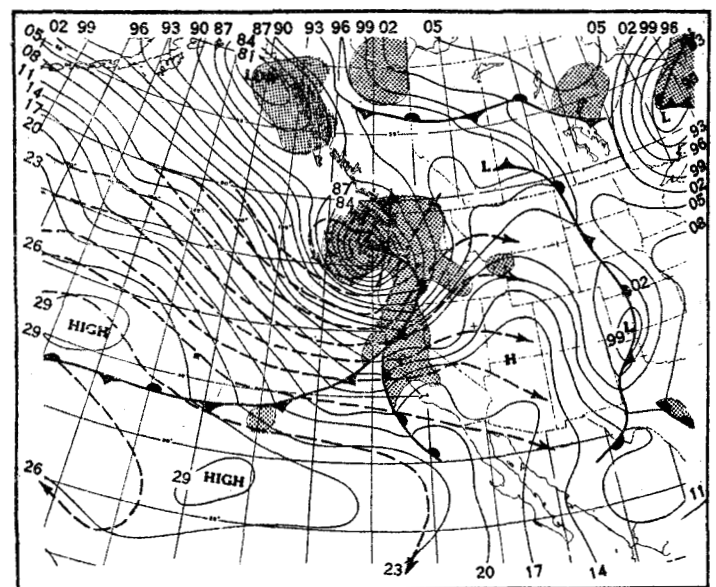 02 99 96 93 90 87 87 90 93 96 99 02 05 05 02 99 96
05 84 93
08 81
11 LOW
14
17
20
L
93
23 L 96
87 99
84 02
05
26 08
29
HIGH 02
29 L
99
H
26 29 HIGH
11
23 20 17 14